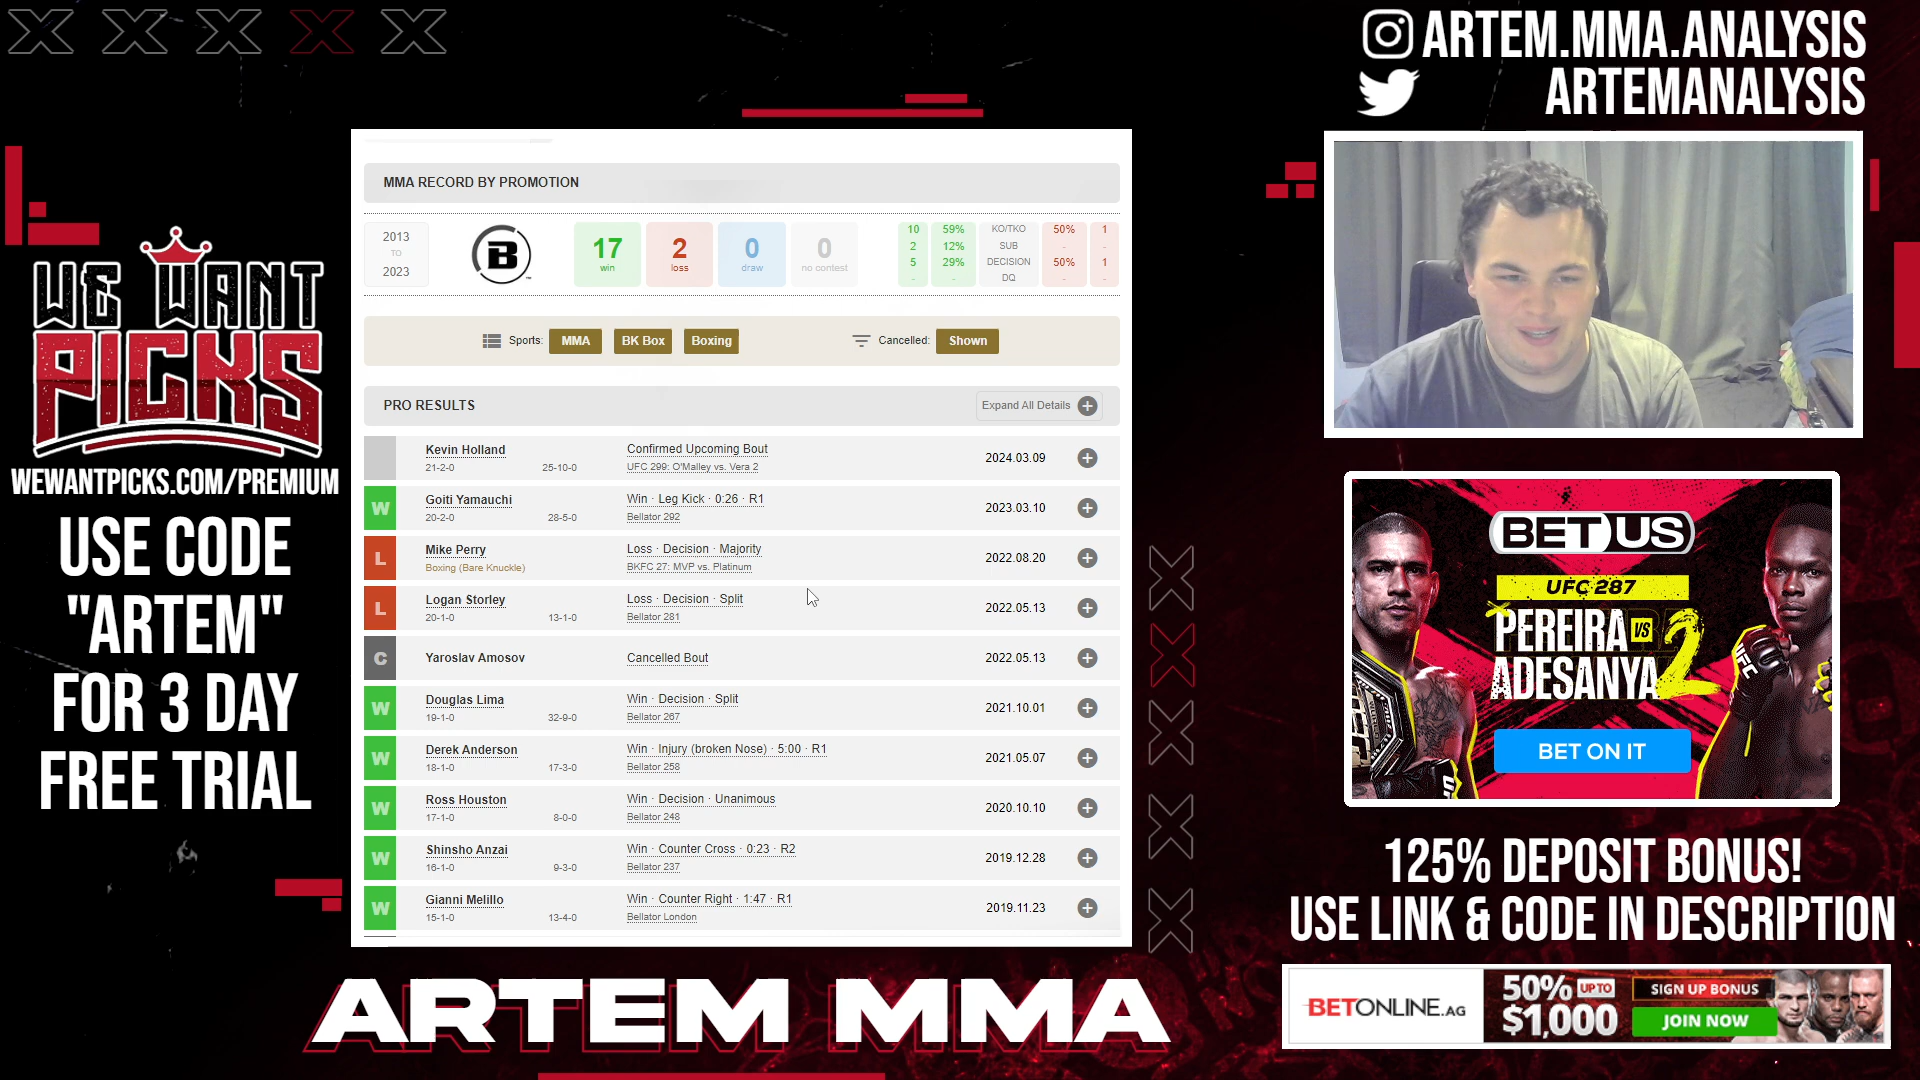 ARTEM.MMA.ANALYSIS
ARTEMANALYSIS
WE WANT
PICKS
WEWANTPICKS.COM/PREMIUM
USE CODE
"ARTEM"
FOR 3 DAY
FREE TRIAL
MMA RECORD BY PROMOTION
2013
TO
2023
B
17
win
2
loss
0
draw
0
no contest
10 59% KO/TKO 50% 1
2 12% SUB - -
5 29% DECISION 50% 1
- - DQ - -
Sports: MMA BK Box Boxing Cancelled: Shown
PRO RESULTS Expand All Details
Kevin Holland Confirmed Upcoming Bout 2024.03.09
21-2-0 25-10-0 UFC 299: O'Malley vs. Vera 2
W Goiti Yamauchi Win · Leg Kick · 0:26 · R1 2023.03.10
20-2-0 28-5-0 Bellator 292
L Mike Perry Loss · Decision · Majority 2022.08.20
Boxing (Bare Knuckle) BKFC 27: MVP vs. Platinum
L Logan Storley Loss · Decision · Split 2022.05.13
20-1-0 13-1-0 Bellator 281
C Yaroslav Amosov Cancelled Bout 2022.05.13
W Douglas Lima Win · Decision · Split 2021.10.01
19-1-0 32-9-0 Bellator 267
W Derek Anderson Win · Injury (broken Nose) · 5:00 · R1 2021.05.07
18-1-0 17-3-0 Bellator 258
W Ross Houston Win · Decision · Unanimous 2020.10.10
17-1-0 8-0-0 Bellator 248
W Shinsho Anzai Win · Counter Cross · 0:23 · R2 2019.12.28
16-1-0 9-3-0 Bellator 237
W Gianni Melillo Win · Counter Right · 1:47 · R1 2019.11.23
15-1-0 13-4-0 Bellator London
BETUS
UFC 287
PEREIRA VS
ADESANYA 2
UFC
BET ON IT
125% DEPOSIT BONUS!
USE LINK & CODE IN DESCRIPTION
BETONLINE.AG
50% UP TO
$1,000
SIGN UP BONUS
JOIN NOW
ARTEM MMA